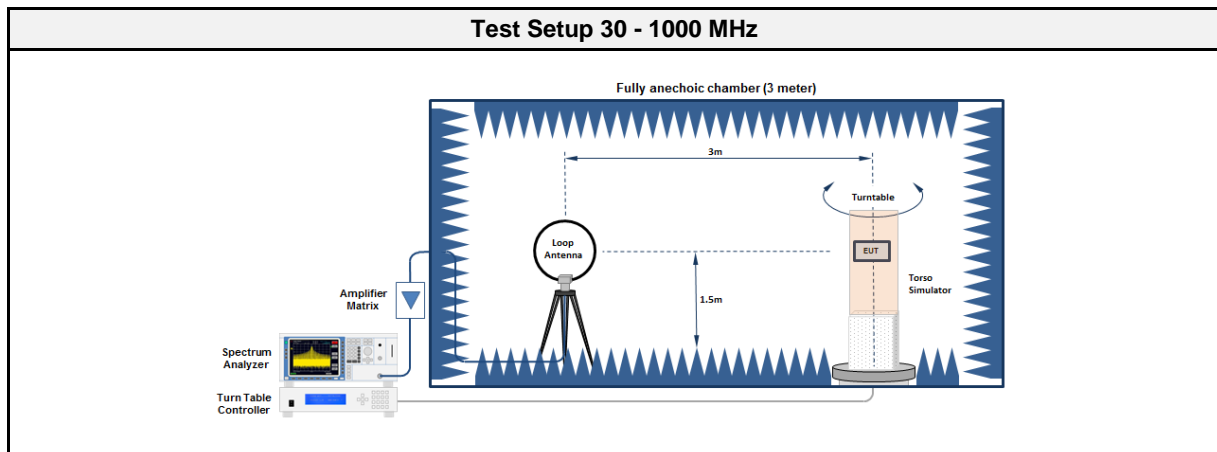 Test Setup 30 - 1000 MHz
Fully anechoic chamber (3 meter)
3m
Turntable
Loop
Antenna
EUT
Torso
Simulator
1.5m
Amplifier
Matrix
Spectrum
Analyzer
Turn Table
Controller